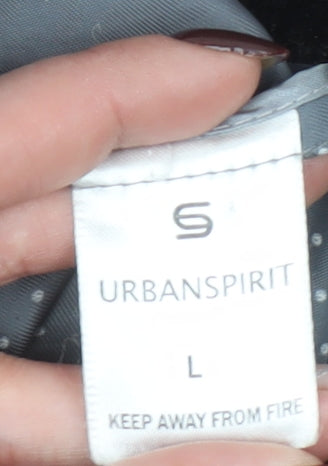 URBANSPIRIT
L
KEEP AWAY FROM FIRE